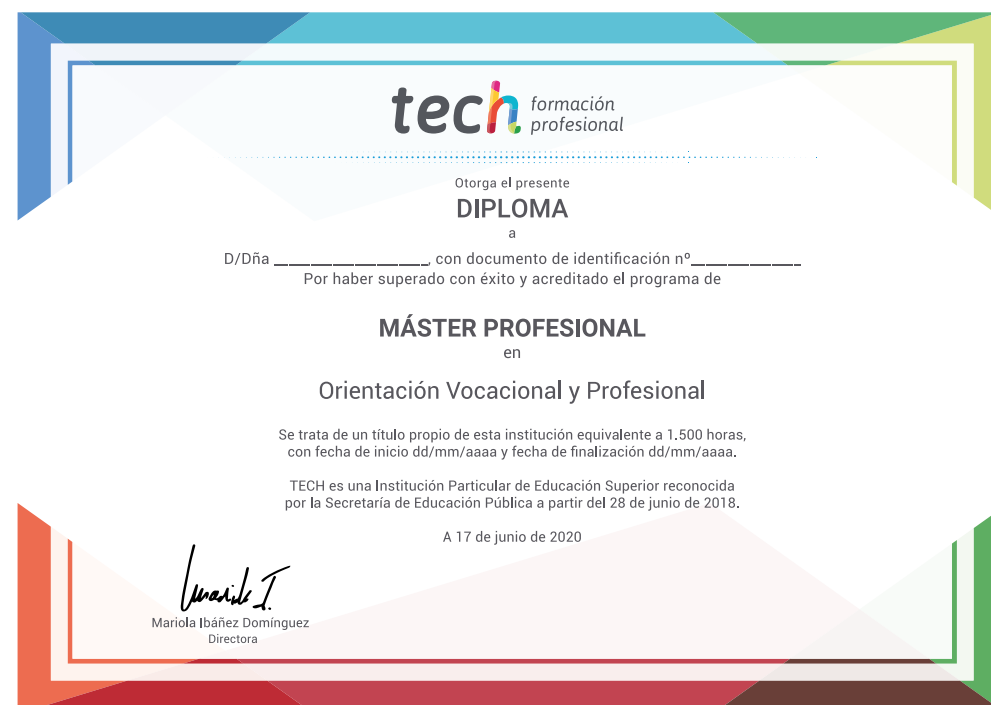 tech formación
profesional
Otorga el presente
DIPLOMA
a
D/Dña ____________________, con documento de identificación nº______________
Por haber superado con éxito y acreditado el programa de
MÁSTER PROFESIONAL
en
Orientación Vocacional y Profesional
Se trata de un título propio de esta institución equivalente a 1.500 horas,
con fecha de inicio dd/mm/aaaa y fecha de finalización dd/mm/aaaa.
TECH es una Institución Particular de Educación Superior reconocida
por la Secretaría de Educación Pública a partir del 28 de junio de 2018.
A 17 de junio de 2020
Mariola I.
Mariola Ibáñez Domínguez
Directora